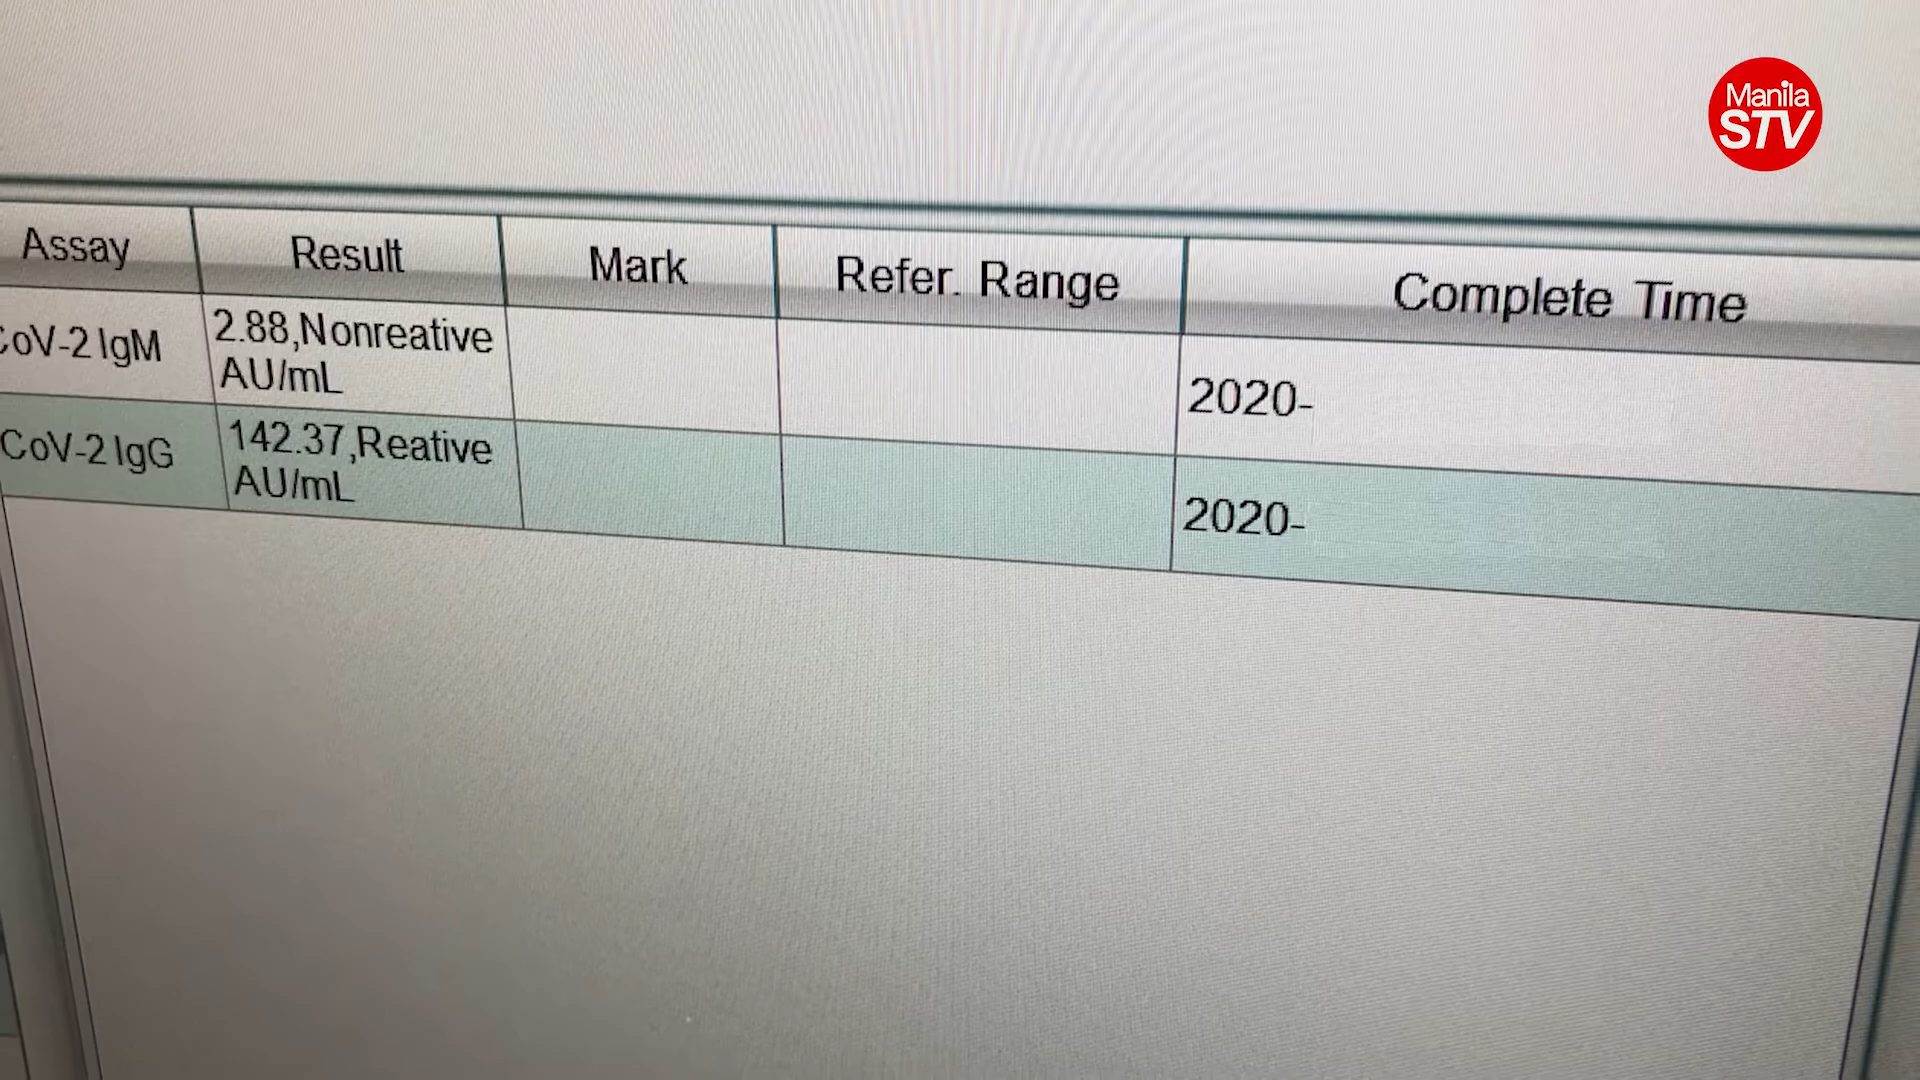 Manila
STV
Assay Result Mark Refer. Range Complete Time
CoV-2 IgM 2.88,Nonreative
AU/mL
2020-
CoV-2 IgG 142.37,Reative
AU/mL
2020-